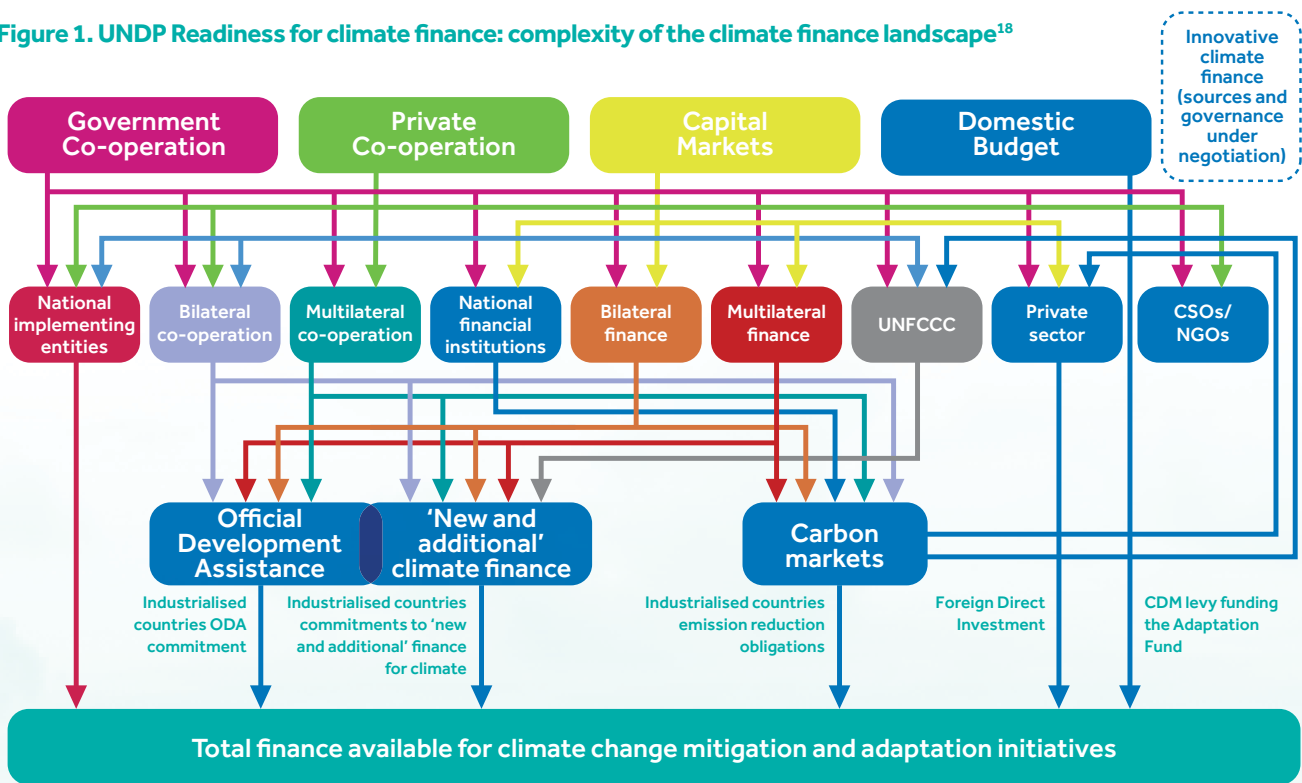 Figure 1. UNDP Readiness for climate finance: complexity of the climate finance landscape18
Innovative
climate
finance
(sources and
governance
under
negotiation)
Government
Co-operation
Private
Co-operation
Capital
Markets
Domestic
Budget
National
implementing
entities
Bilateral
co-operation
Multilateral
co-operation
National
financial
institutions
Bilateral
finance
Multilateral
finance
UNFCCC
Private
sector
CSOs/
NGOs
Official
Development
Assistance
‘New and
additional’
climate finance
Carbon
markets
Industrialised
countries ODA
commitment
Industrialised countries
commitments to ‘new
and additional’ finance
for climate
Industrialised countries
emission reduction
obligations
Foreign Direct
Investment
CDM levy funding
the Adaptation
Fund
Total finance available for climate change mitigation and adaptation initiatives